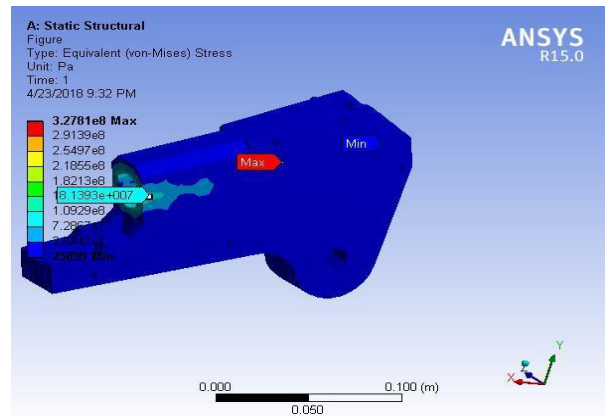 A: Static Structural
Figure
Type: Equivalent (von-Mises) Stress
Unit: Pa
Time: 1
4/23/2018 9:32 PM
ANSYS
R15.0
3.2781e8 Max
2.9139e8
2.5497e8
2.1855e8
1.8213e8
8.1393e+007
1.0929e8
Max
Min
Y
X
0.000
0.100 (m)
0.050